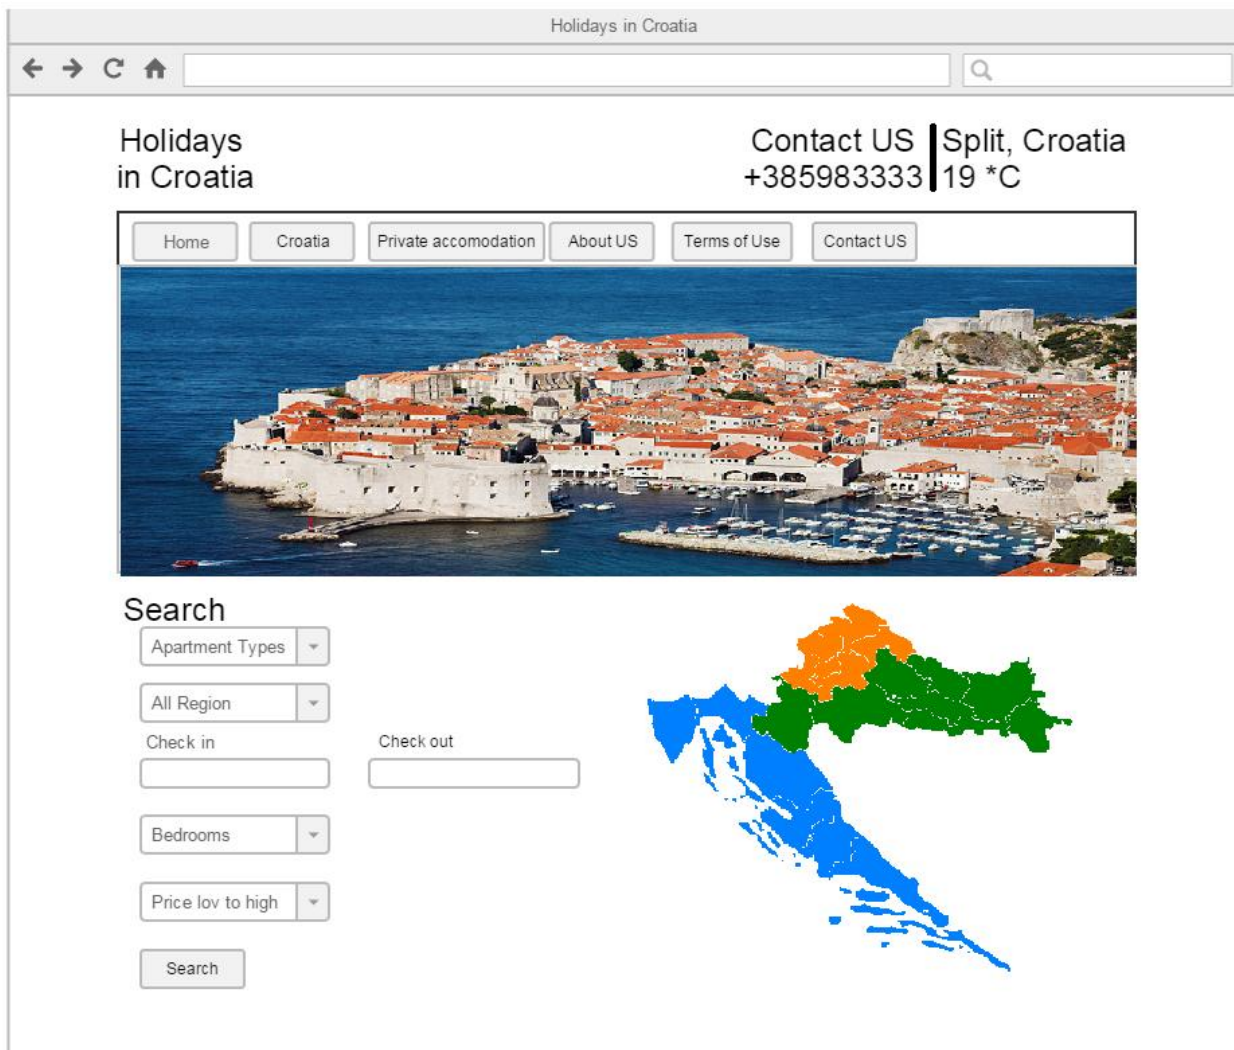 Holidays in Croatia
Holidays
in Croatia
Contact US
+385983333
Split, Croatia
19 *C
Home
Croatia
Private accomodation
About US
Terms of Use
Contact US
Search
Apartment Types
All Region
Check in
Check out
Bedrooms
Price lov to high
Search